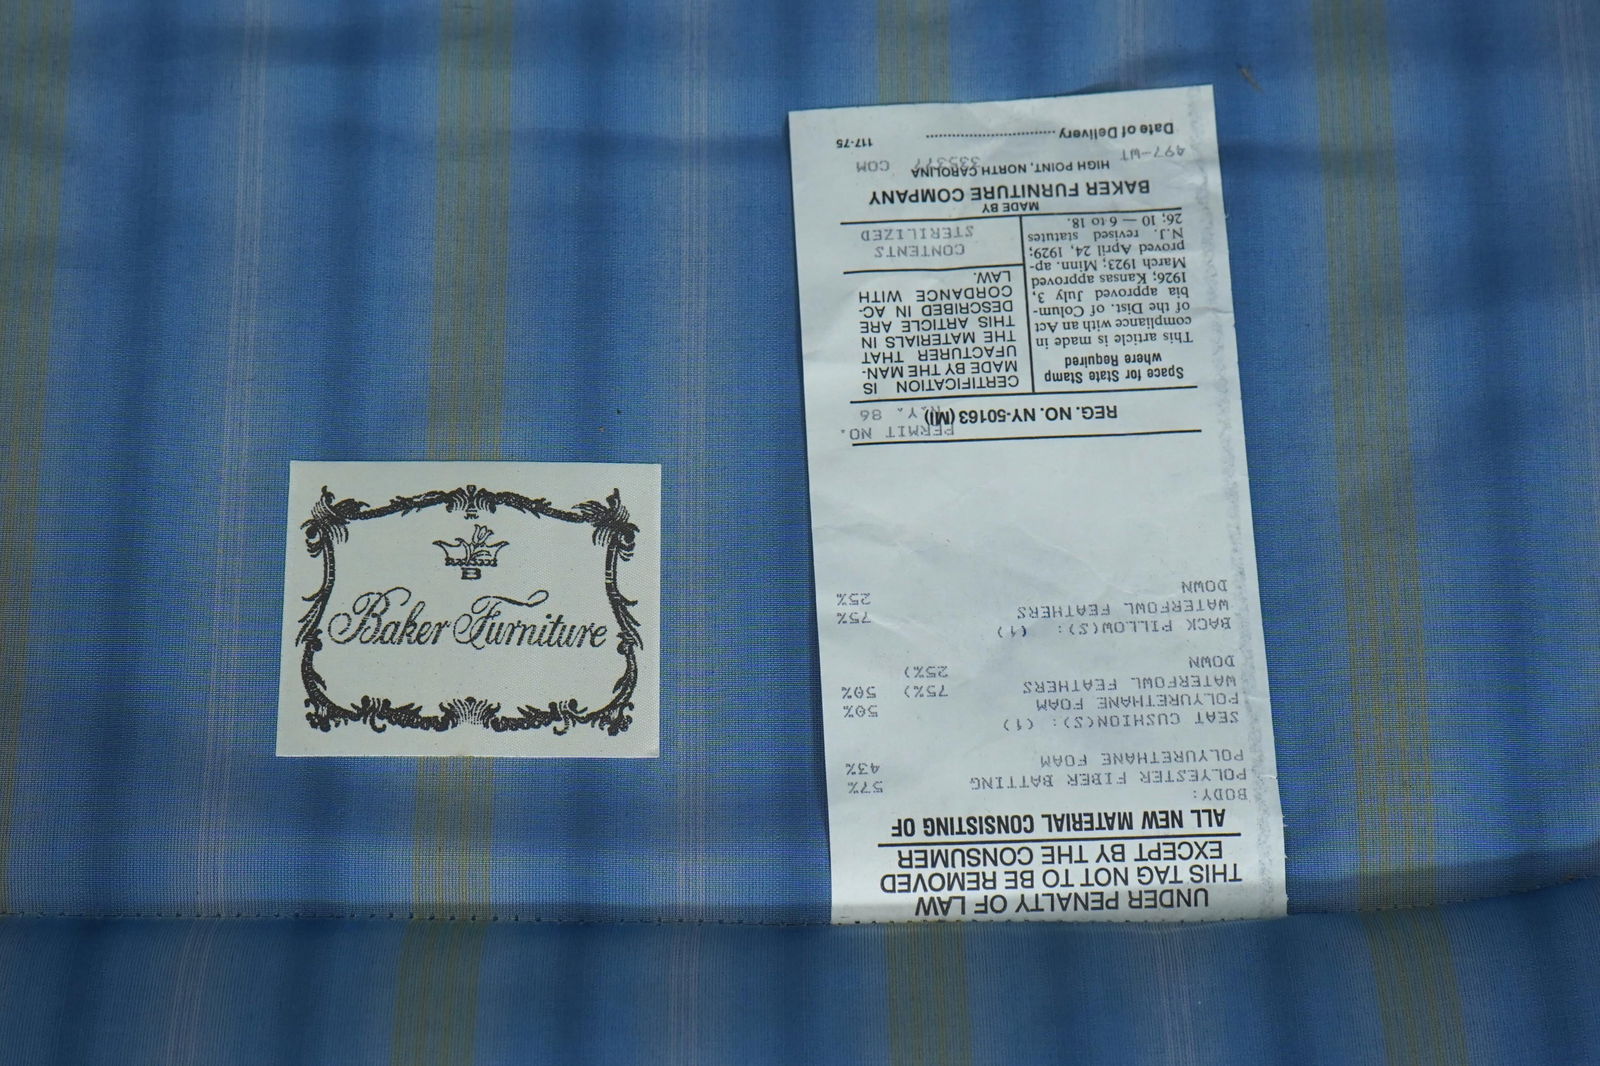 B
Baker Furniture
UNDER PENALTY OF LAW
THIS TAG NOT TO BE REMOVED
EXCEPT BY THE CONSUMER
ALL NEW MATERIAL CONSISTING OF
BODY:
POLYESTER FIBER BATTING 57%
POLYURETHANE FOAM 43%
SEAT CUSHION(S): (1)
POLYURETHANE FOAM 50%
WATERFOWL FEATHERS 75%) 50%
DOWN 25%)
BACK PILLOW(S): (1)
WATERFOWL FEATHERS 75%
DOWN 25%
PERMIT NO.
REG. NO. NY-50163 (MI) N.Y. 86
Space for State Stamp
where Required
This article is made in
compliance with an Act
of the Dist. of Colum-
bia approved July 3,
1926; Kansas approved
March 1923; Minn. ap-
proved April 24, 1929;
N.J. revised statutes
26; 10 — 6 to 18.
CERTIFICATION IS
MADE BY THE MAN-
UFACTURER THAT
THE MATERIALS IN
THIS ARTICLE ARE
DESCRIBED IN AC-
CORDANCE WITH
LAW.
CONTENTS
STERILIZED
MADE BY
BAKER FURNITURE COMPANY
HIGH POINT, NORTH CAROLINA
497-WT 335377 COM
Date of Delivery ............................ 117-75